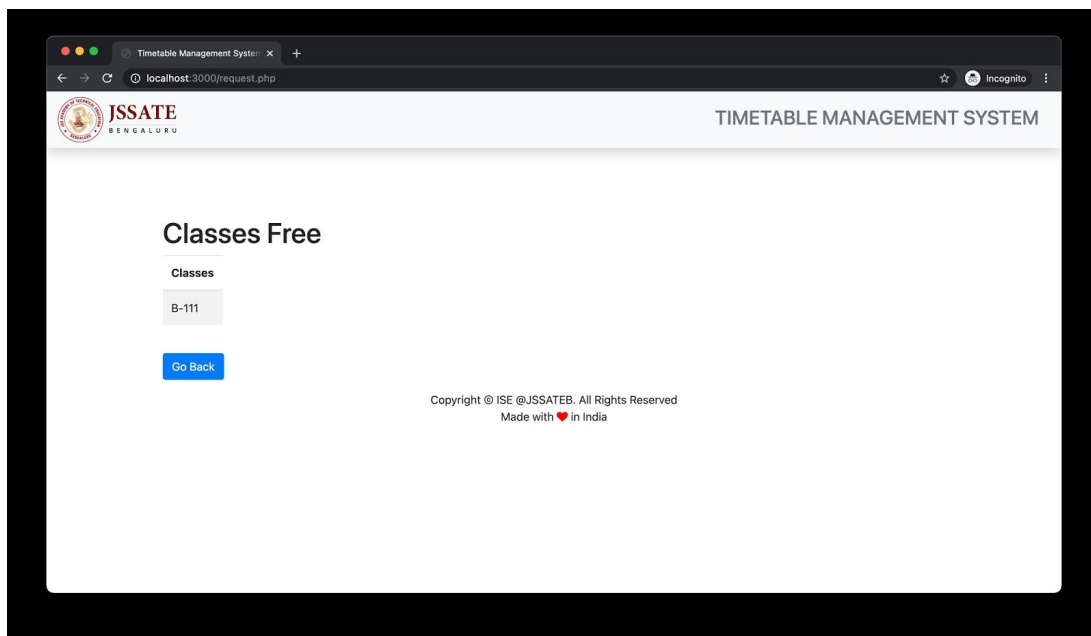 Timetable Management System
localhost:3000/request.php
Incognito
JSSATE
BENGALURU
TIMETABLE MANAGEMENT SYSTEM
Classes Free
Classes
B-111
Go Back
Copyright © ISE @JSSATEB. All Rights Reserved
Made with ❤ in India